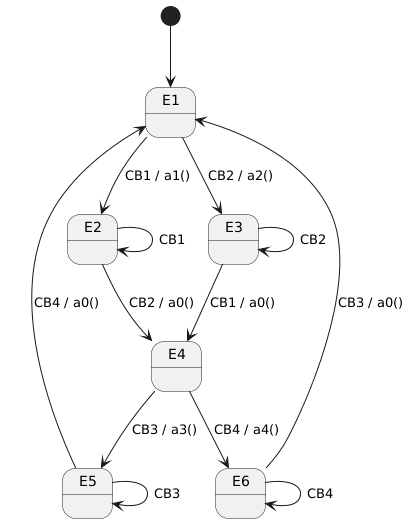 E1
CB1 / a1()
CB2 / a2()
E2
CB1
E3
CB2
CB4 / a0()
CB2 / a0()
CB1 / a0()
CB3 / a0()
E4
CB3 / a3()
CB4 / a4()
E5
CB3
E6
CB4